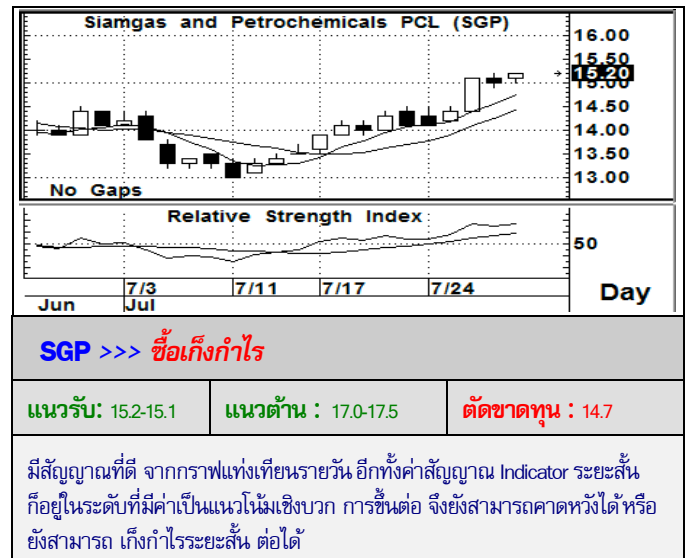 Siamgas and Petrochemicals PCL (SGP)
16.00
15.50
15.20
15.00
14.50
14.00
13.50
13.00
No Gaps
Relative Strength Index
50
7/3 7/11 7/17 7/24
Jun Jul
Day
SGP >>> ซื้อเก็งกำไร
แนวรับ: 15.2-15.1 แนวต้าน : 17.0-17.5 ตัดขาดทุน : 14.7
มีสัญญาณที่ดี จากกราฟแท่งเทียนรายวัน อีกทั้งค่าสัญญาณ Indicator ระยะสั้น
ก็อยู่ในระดับที่มีค่าเป็นแนวโน้มเชิงบวก การขึ้นต่อ จึงยังสามารถคาดหวังได้ หรือ
ยังสามารถ เก็งกำไรระยะสั้น ต่อได้